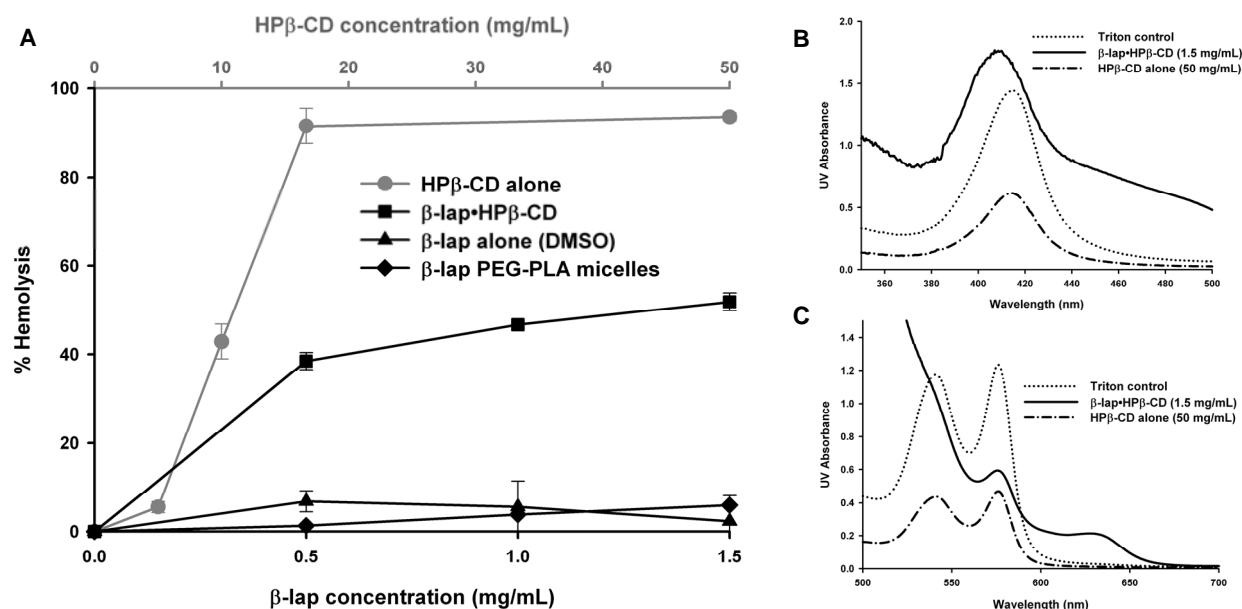 A
HPβ-CD concentration (mg/mL)
0 10 20 30 40 50
100
80
60
40
20
0
% Hemolysis
HPβ-CD alone
β-lap•HPβ-CD
β-lap alone (DMSO)
β-lap PEG-PLA micelles
0.0 0.5 1.0 1.5
β-lap concentration (mg/mL)
B
2.0
1.5
1.0
0.5
0.0
UV Absorbance
Triton control
β-lap•HPβ-CD (1.5 mg/mL)
HPβ-CD alone (50 mg/mL)
360 380 400 420 440 460 480 500
Wavelength (nm)
C
1.4
1.2
1.0
0.8
0.6
0.4
0.2
0.0
UV Absorbance
Triton control
β-lap•HPβ-CD (1.5 mg/mL)
HPβ-CD alone (50 mg/mL)
500 550 600 650 700
Wavelength (nm)